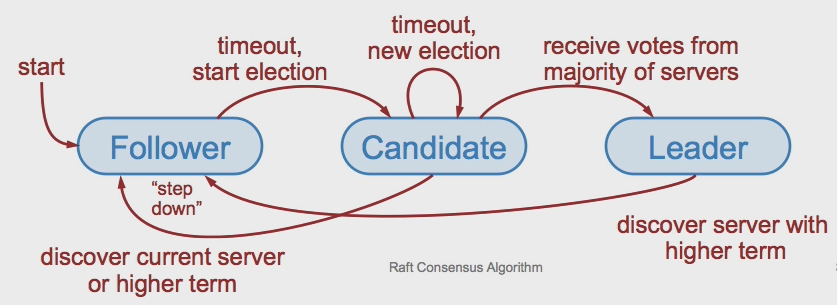 timeout,
new election
timeout,
start election
receive votes from
majority of servers
start
Follower
Candidate
Leader
“step
down”
discover server with
higher term
discover current server
or higher term
Raft Consensus Algorithm